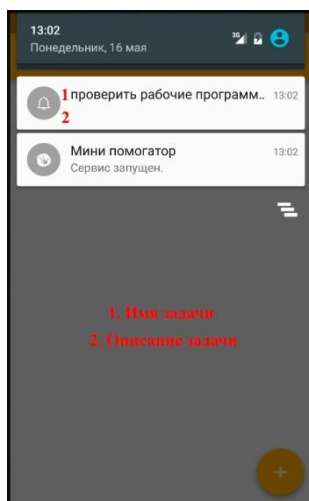 13:02
Понедельник, 16 мая
3G
1 проверить рабочие программ.. 13:02
2
Мини помогатор 13:02
Сервис запущен.
1. Имя задачи
2. Описание задачи